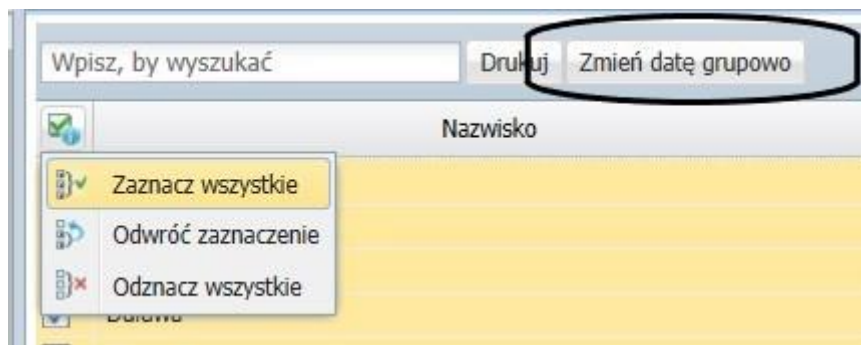 Wpisz, by wyszukać Drukuj Zmień datę grupowo
Nazwisko
Zaznacz wszystkie
Odwróć zaznaczenie
Odznacz wszystkie